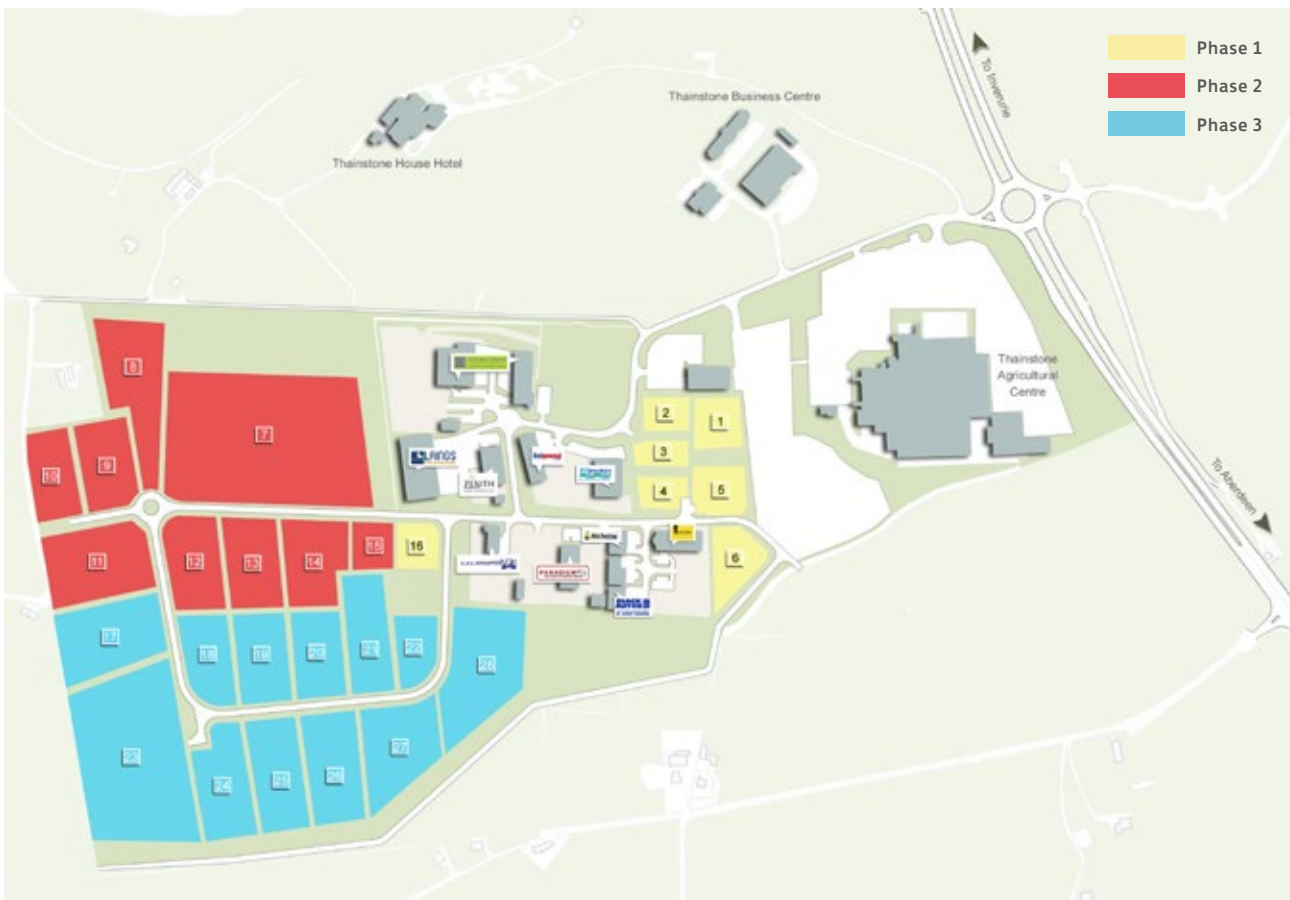 Phase 1
Phase 2
Phase 3
To Inverurie
Thainstone Business Centre
Thainstone House Hotel
Thainstone
Agricultural
Centre
To Aberdeen
8
7
10
9
2
1
3
4
5
LAINGS
ZENITH
11
12
13
14
15
16
6
PARAGON
17
18
19
20
21
22
23
24
25
26
27